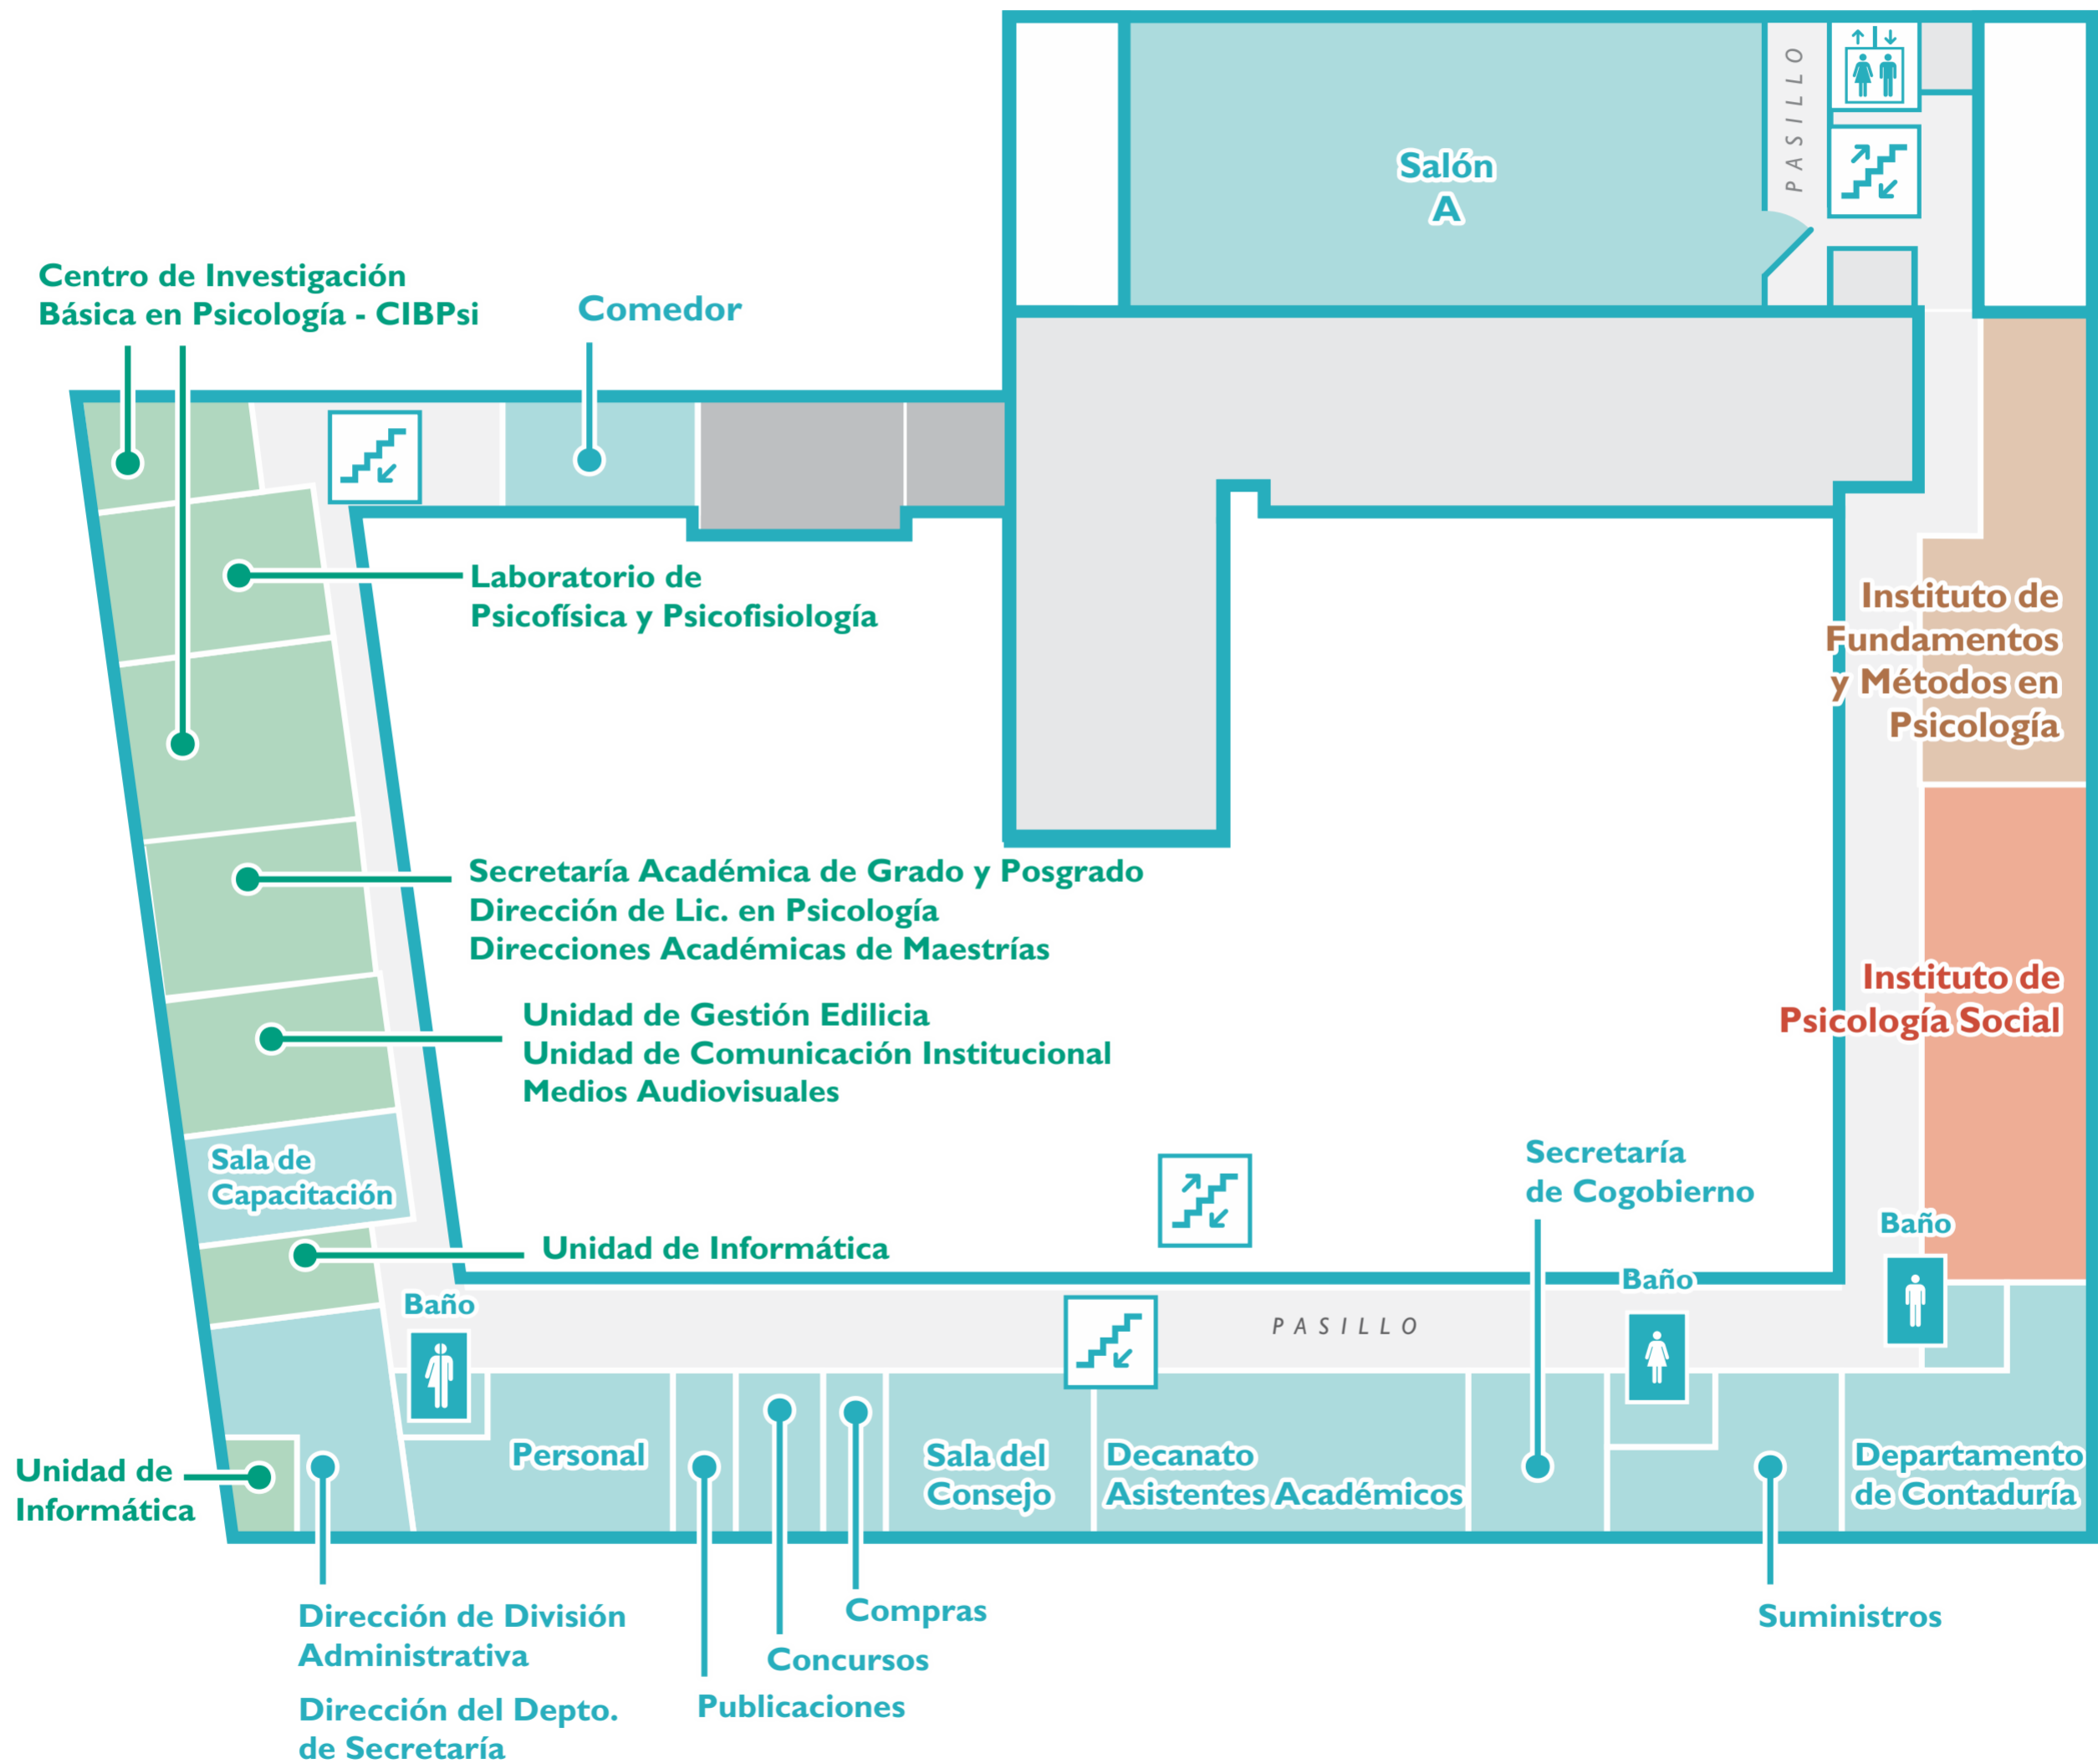 PASILLO
Salón
A
Centro de Investigación
Básica en Psicología - CIBPsi
Comedor
Laboratorio de
Psicofísica y Psicofisiología
Instituto de
Fundamentos
y Métodos en
Psicología
Secretaría Académica de Grado y Posgrado
Dirección de Lic. en Psicología
Direcciones Académicas de Maestrías
Instituto de
Psicología Social
Unidad de Gestión Edilicia
Unidad de Comunicación Institucional
Medios Audiovisuales
Sala de
Capacitación
Secretaría
de Cogobierno
Baño
Unidad de Informática
Baño
Baño
PASILLO
Personal
Sala del
Consejo
Decanato
Asistentes Académicos
Departamento
de Contaduría
Unidad de
Informática
Dirección de División
Administrativa
Dirección del Depto.
de Secretaría
Compras
Concursos
Publicaciones
Suministros